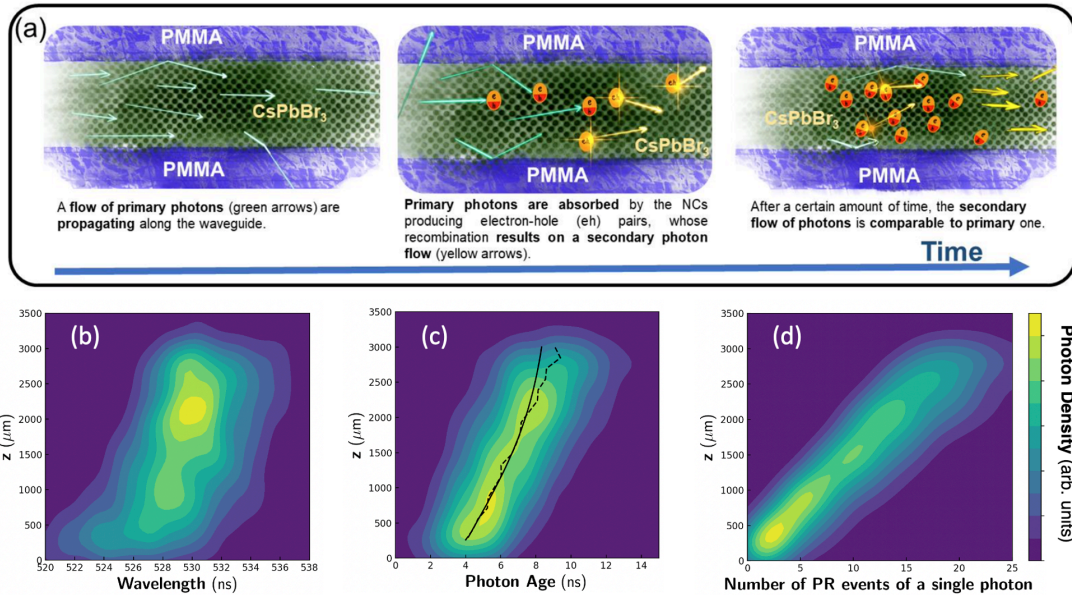 (a)
PMMA
CsPbBr3
PMMA
A flow of primary photons (green arrows) are
propagating along the waveguide.
PMMA
CsPbBr3
PMMA
Primary photons are absorbed by the NCs
producing electron-hole (eh) pairs, whose
recombination results on a secondary photon
flow (yellow arrows).
PMMA
CsPbBr3
PMMA
After a certain amount of time, the secondary
flow of photons is comparable to primary one.
Time
(b)
3500
3000
2500
2000
1500
1000
500
0
z (μm)
520 522 524 526 528 530 532 534 536 538
Wavelength (ns)
(c)
3500
3000
2500
2000
1500
1000
500
0
z (μm)
0 2 4 6 8 10 12 14
Photon Age (ns)
(d)
3500
3000
2500
2000
1500
1000
500
0
z (μm)
0 5 10 15 20 25
Number of PR events of a single photon
Photon Density (arb. units)